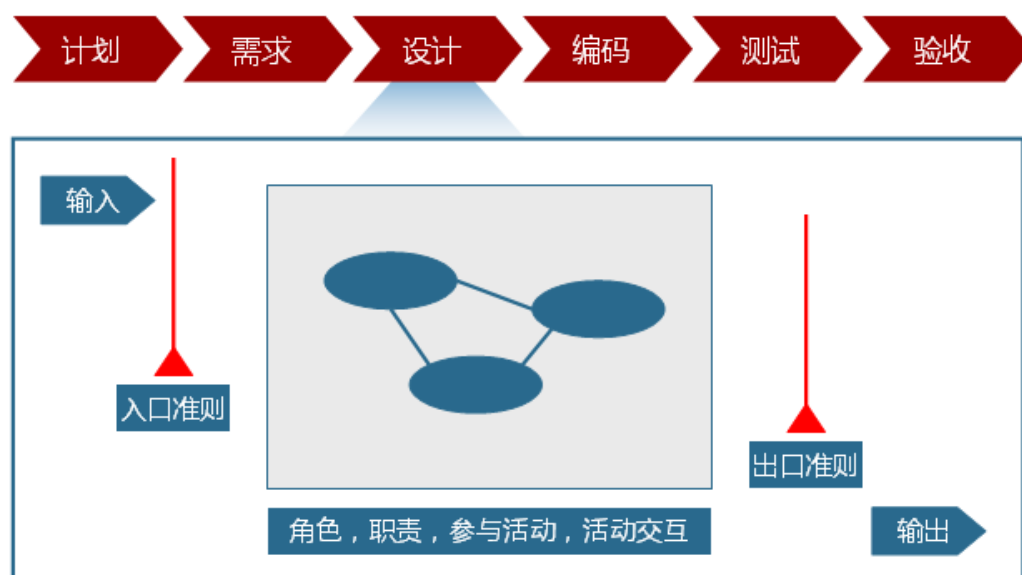 计划
需求
设计
编码
测试
验收
输入
入口准则
出口准则
角色，职责，参与活动，活动交互
输出